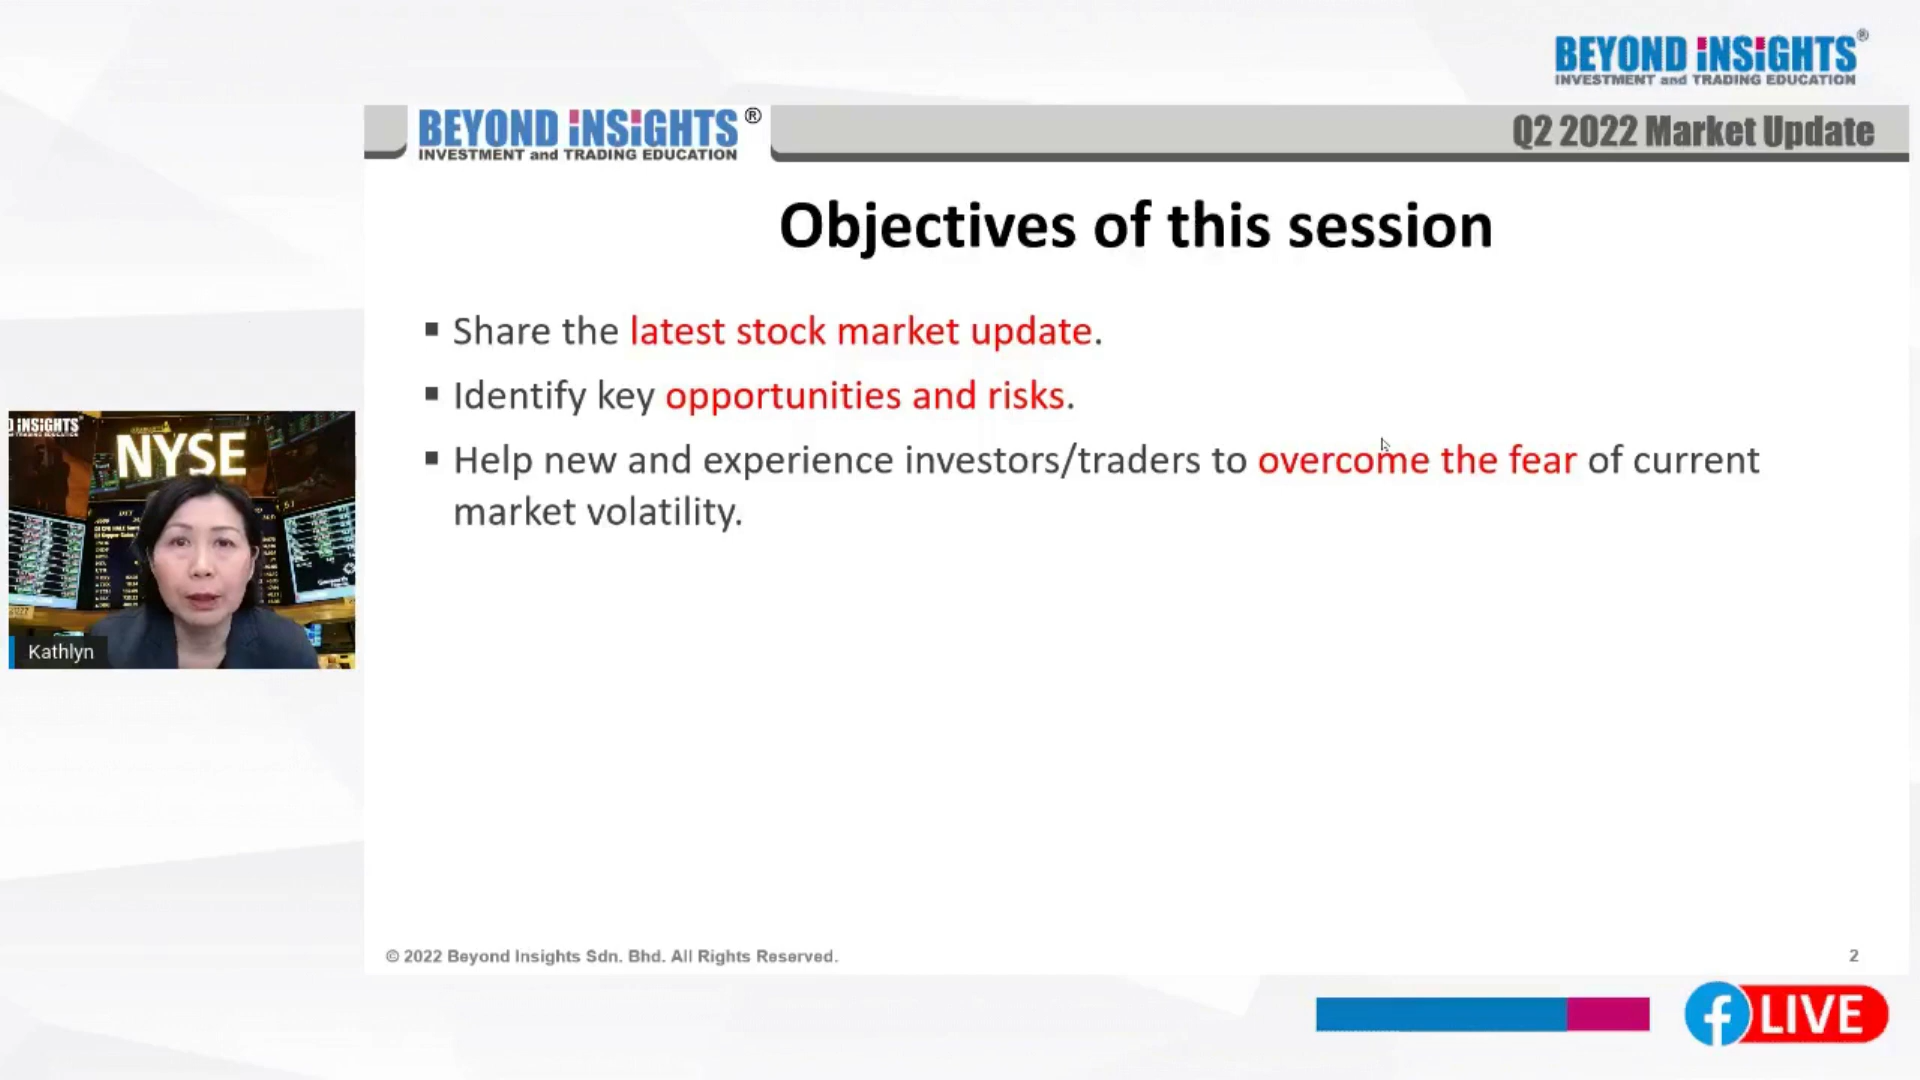 BEYOND iNSiGHTS®
INVESTMENT and TRADING EDUCATION
BEYOND iNSiGHTS®
INVESTMENT and TRADING EDUCATION
Q2 2022 Market Update
Objectives of this session
▪ Share the latest stock market update.
▪ Identify key opportunities and risks.
▪ Help new and experience investors/traders to overcome the fear of current
market volatility.
iNSiGHTS
NYSE
Kathlyn
© 2022 Beyond Insights Sdn. Bhd. All Rights Reserved.
2
LIVE